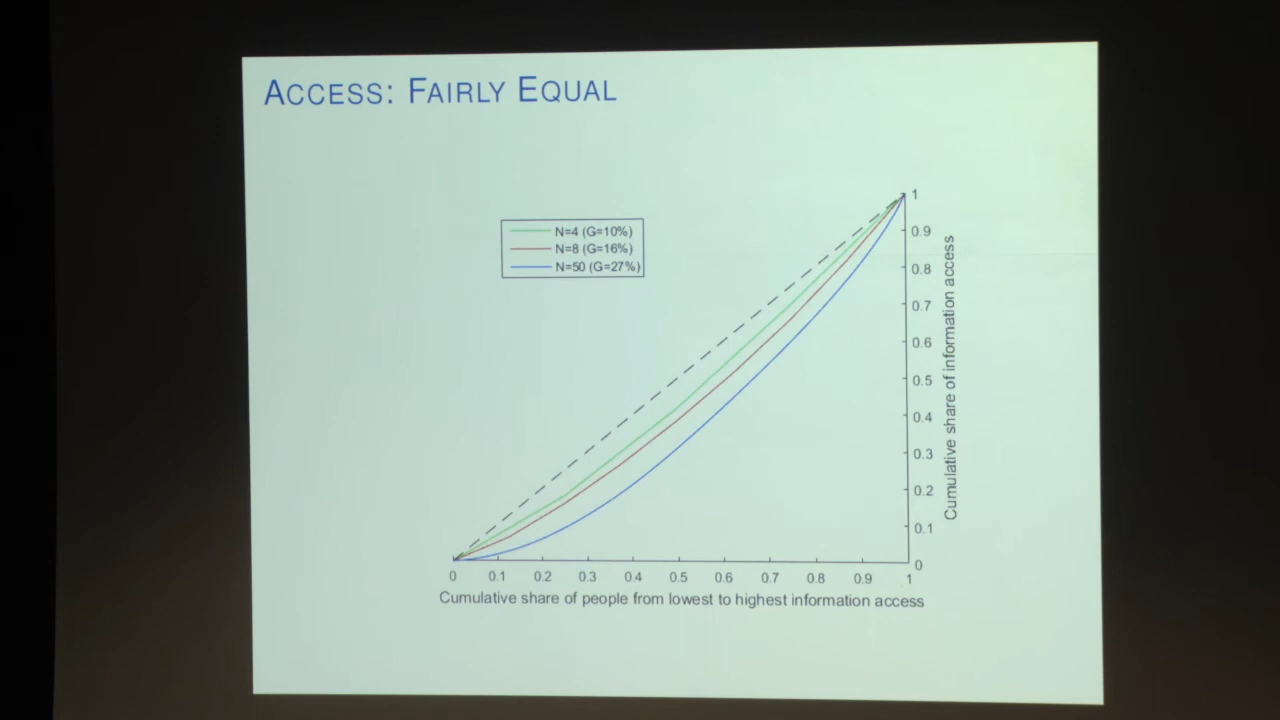 ACCESS: FAIRLY EQUAL
N=4 (G=10%)
N=8 (G=16%)
N=50 (G=27%)
1
0.9
0.8
0.7
0.6
0.5
0.4
0.3
0.2
0.1
0
Cumulative share of information access
0 0.1 0.2 0.3 0.4 0.5 0.6 0.7 0.8 0.9 1
Cumulative share of people from lowest to highest information access